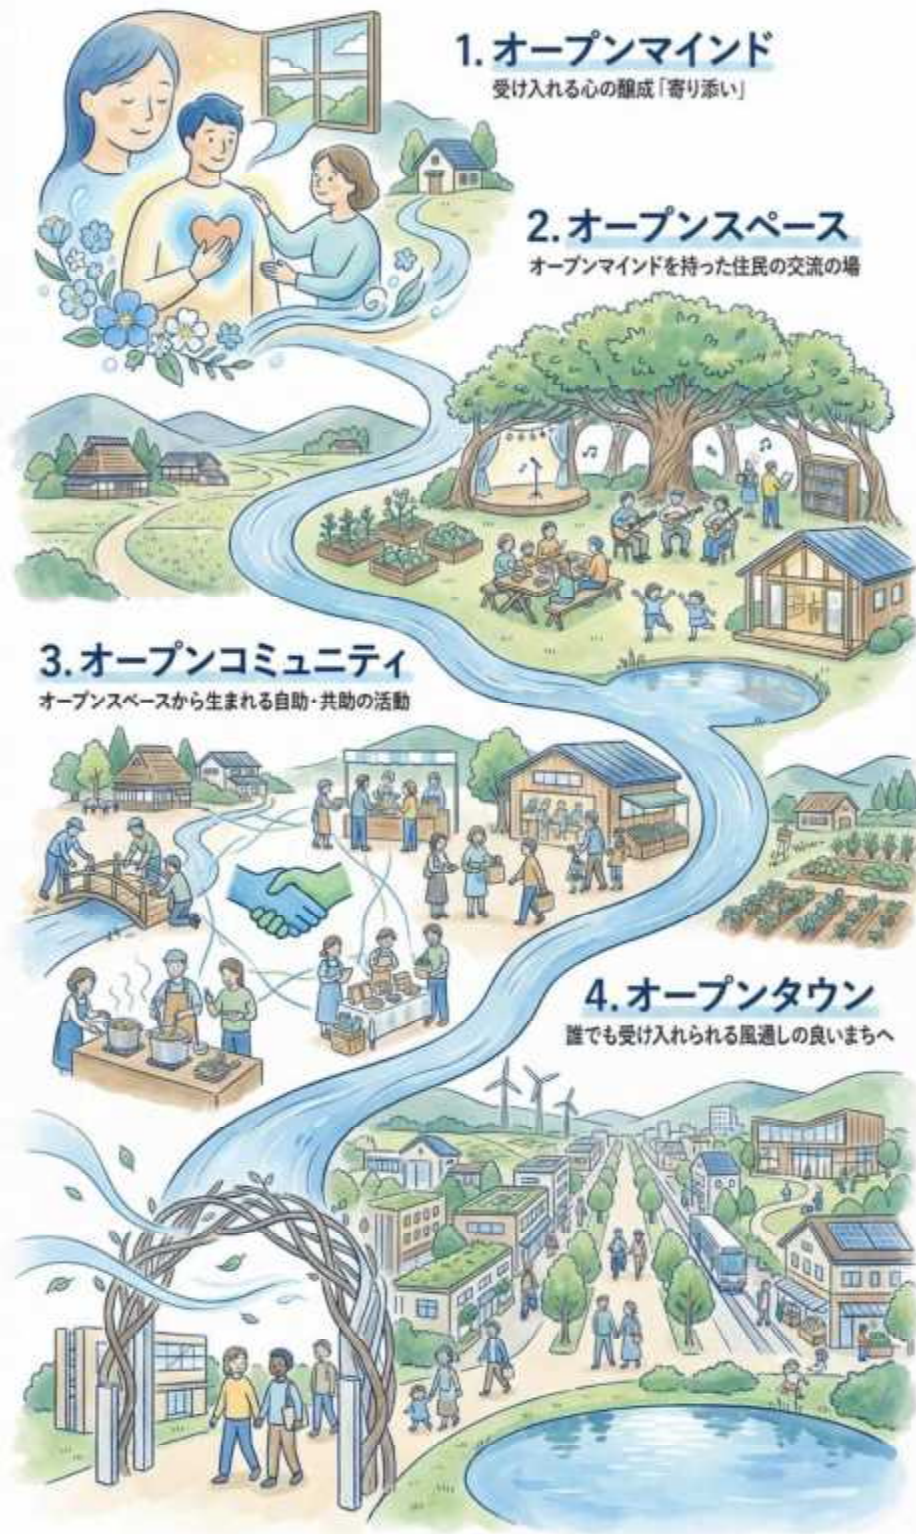 1. オープンマインド
受け入れる心の醸成「寄り添い」
2. オープンスペース
オープンマインドを持った住民の交流の場
3. オープンコミュニティ
オープンスペースから生まれる自助・共助の活動
4. オープンタウン
誰でも受け入れられる風通しの良いまちへ